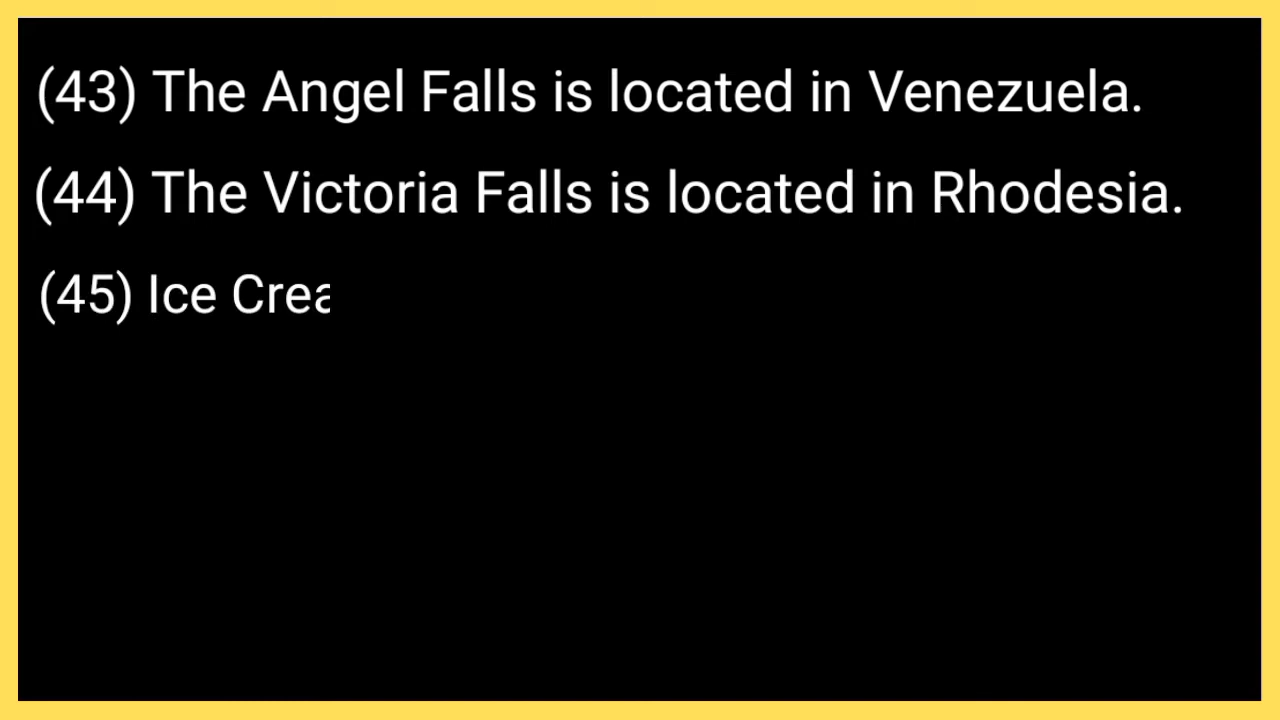 (43) The Angel Falls is located in Venezuela.
(44) The Victoria Falls is located in Rhodesia.
(45) Ice Crea